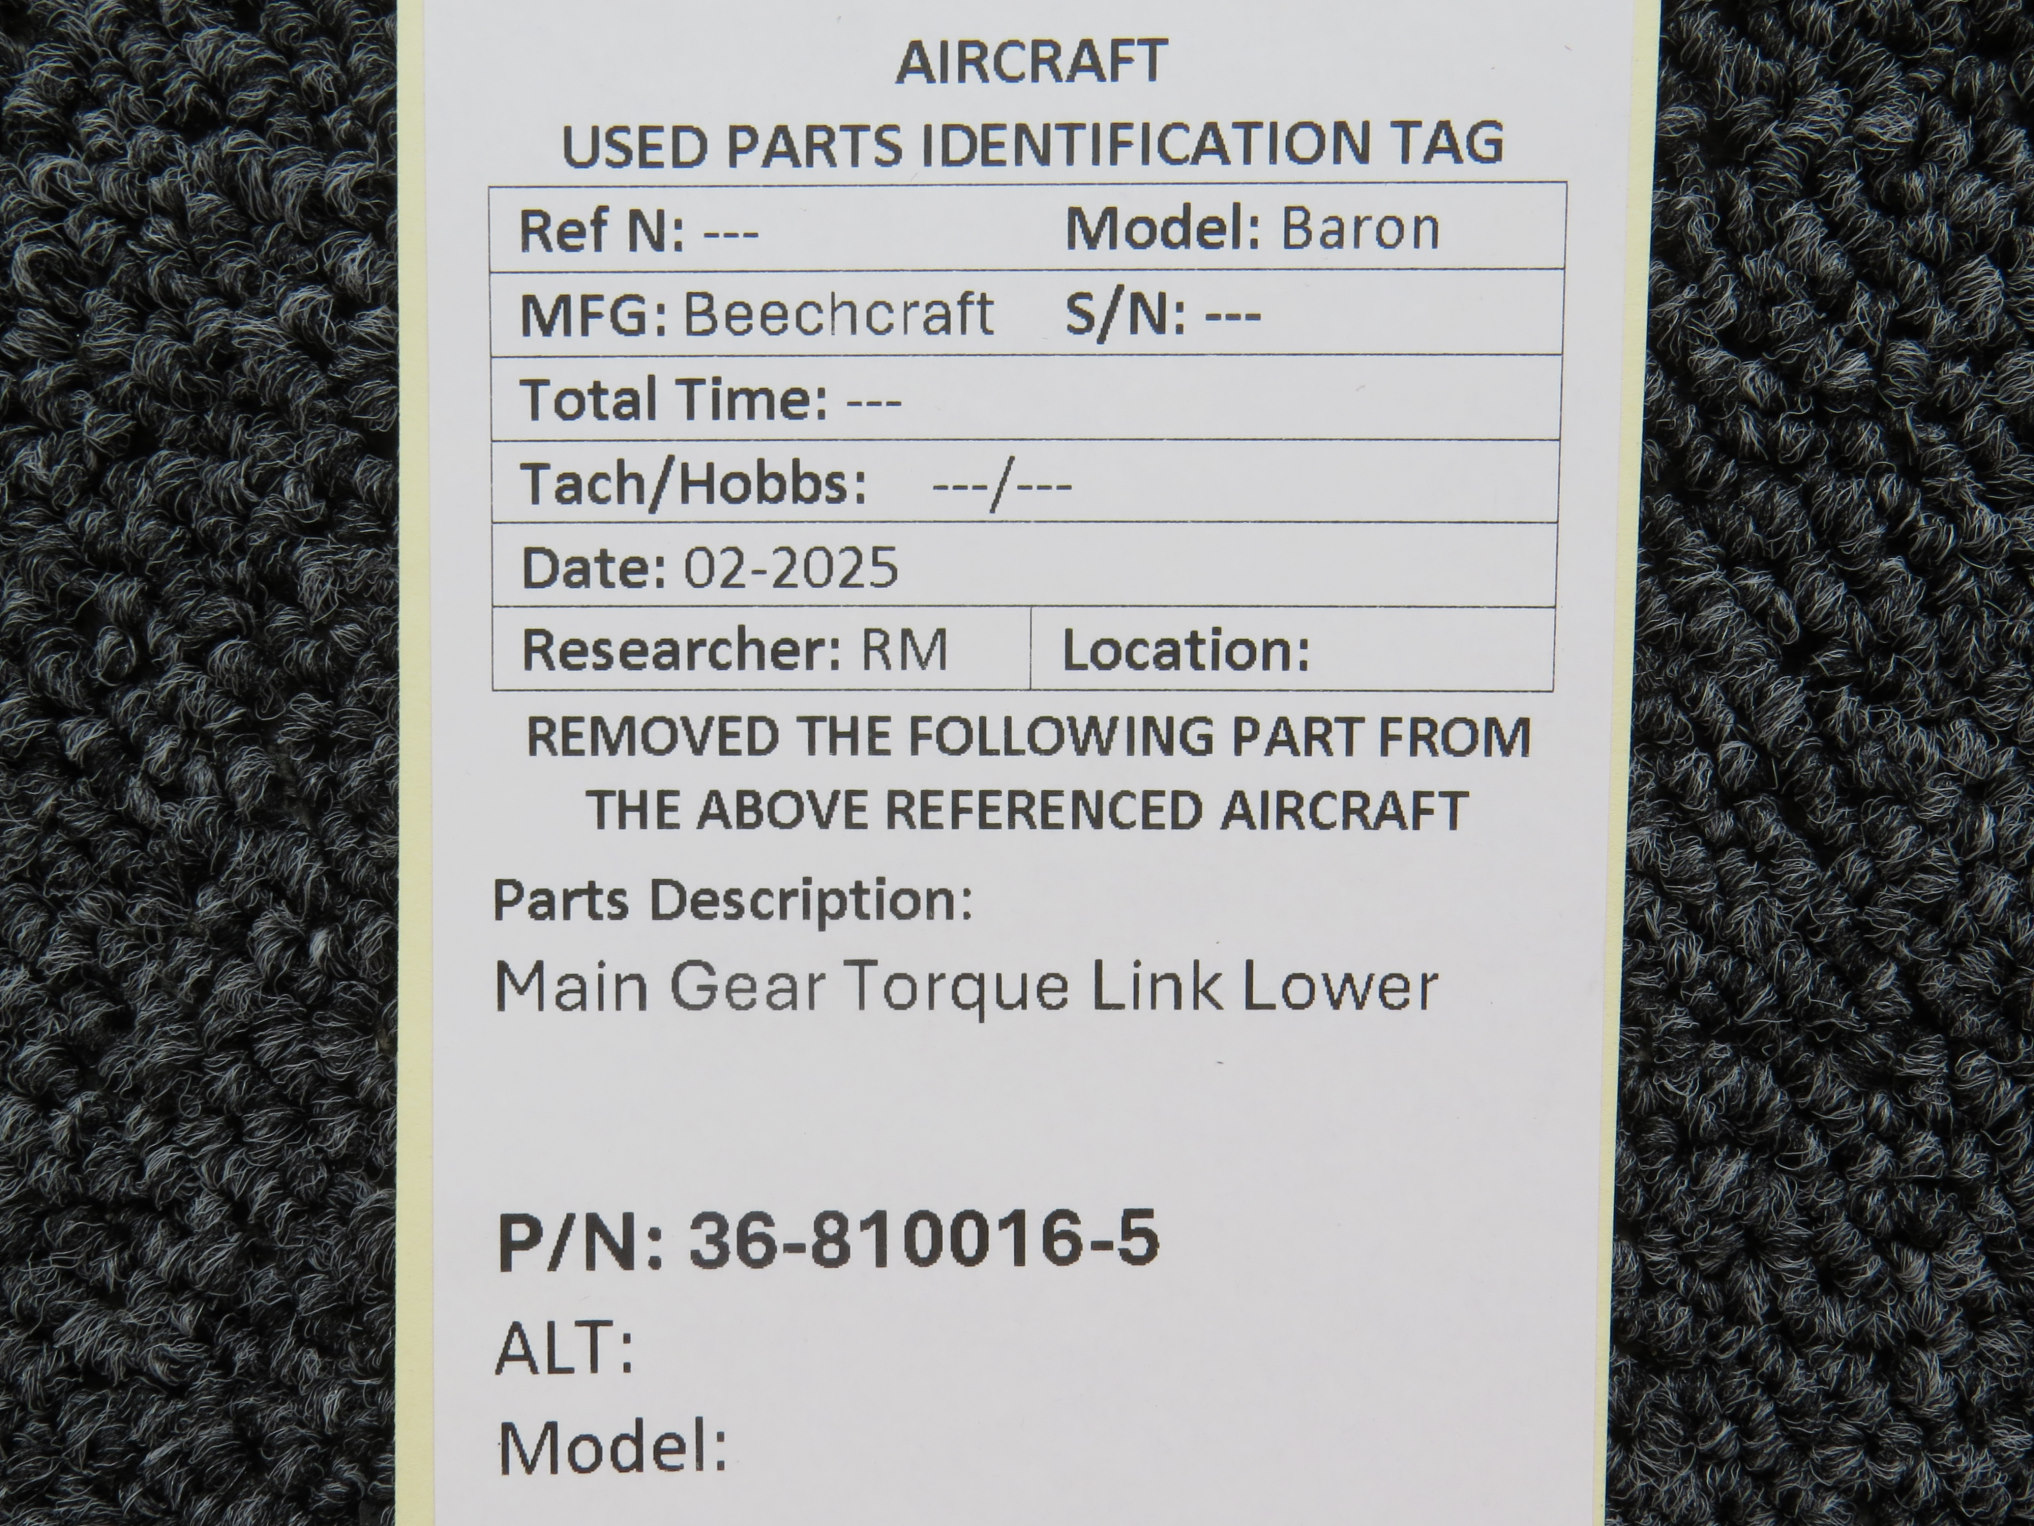 AIRCRAFT
USED PARTS IDENTIFICATION TAG
Ref N: --- Model: Baron
MFG: Beechcraft S/N: ---
Total Time: ---
Tach/Hobbs: ---/---
Date: 02-2025
Researcher: RM Location:
REMOVED THE FOLLOWING PART FROM
THE ABOVE REFERENCED AIRCRAFT
Parts Description:
Main Gear Torque Link Lower
P/N: 36-810016-5
ALT:
Model: